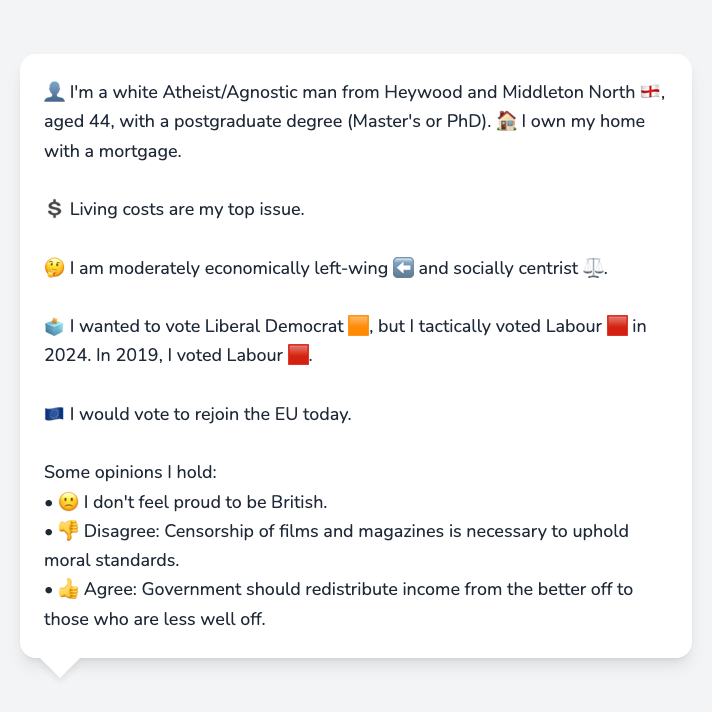 👤 I'm a white Atheist/Agnostic man from Heywood and Middleton North 🏴󠁧󠁢󠁥󠁮󠁧󠁿,
aged 44, with a postgraduate degree (Master's or PhD). 🏠 I own my home
with a mortgage.
💲 Living costs are my top issue.
🤔 I am moderately economically left-wing ⬅️ and socially centrist ⚖️.
🗳️ I wanted to vote Liberal Democrat 🟧, but I tactically voted Labour 🟥 in
2024. In 2019, I voted Labour 🟥.
🇪🇺 I would vote to rejoin the EU today.
Some opinions I hold:
• 🙁 I don't feel proud to be British.
• 👎 Disagree: Censorship of films and magazines is necessary to uphold
moral standards.
• 👍 Agree: Government should redistribute income from the better off to
those who are less well off.